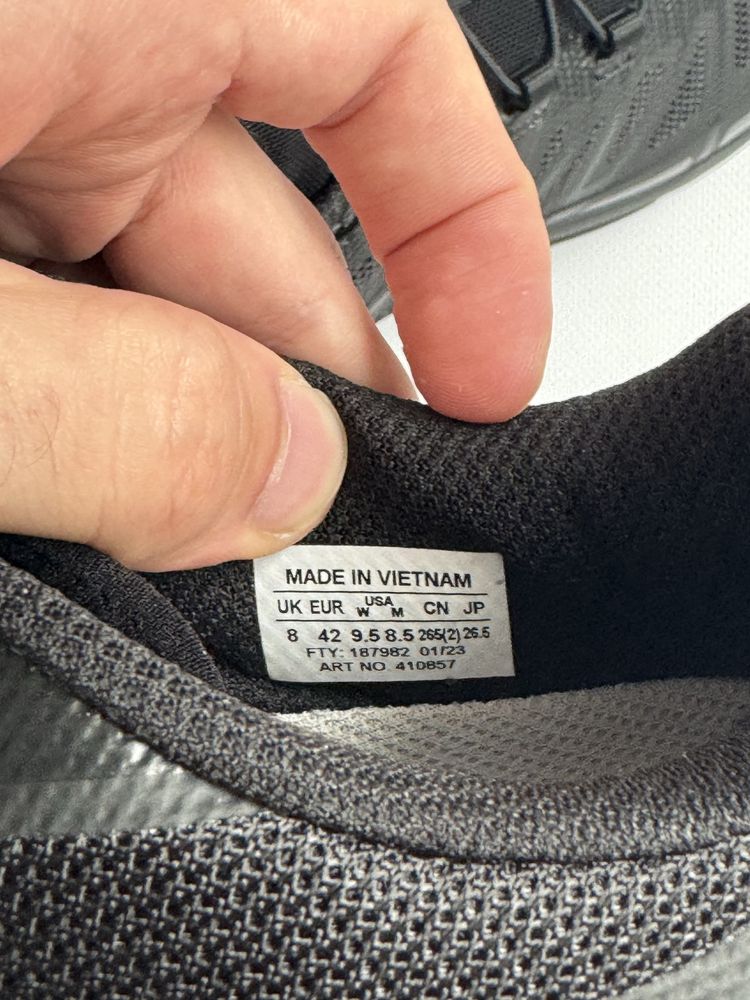 MADE IN VIETNAM
UK EUR USA W M CN JP
8 42 9.5 8.5 265(2) 26.5
FTY: 187982 01/23
ART NO. 410857